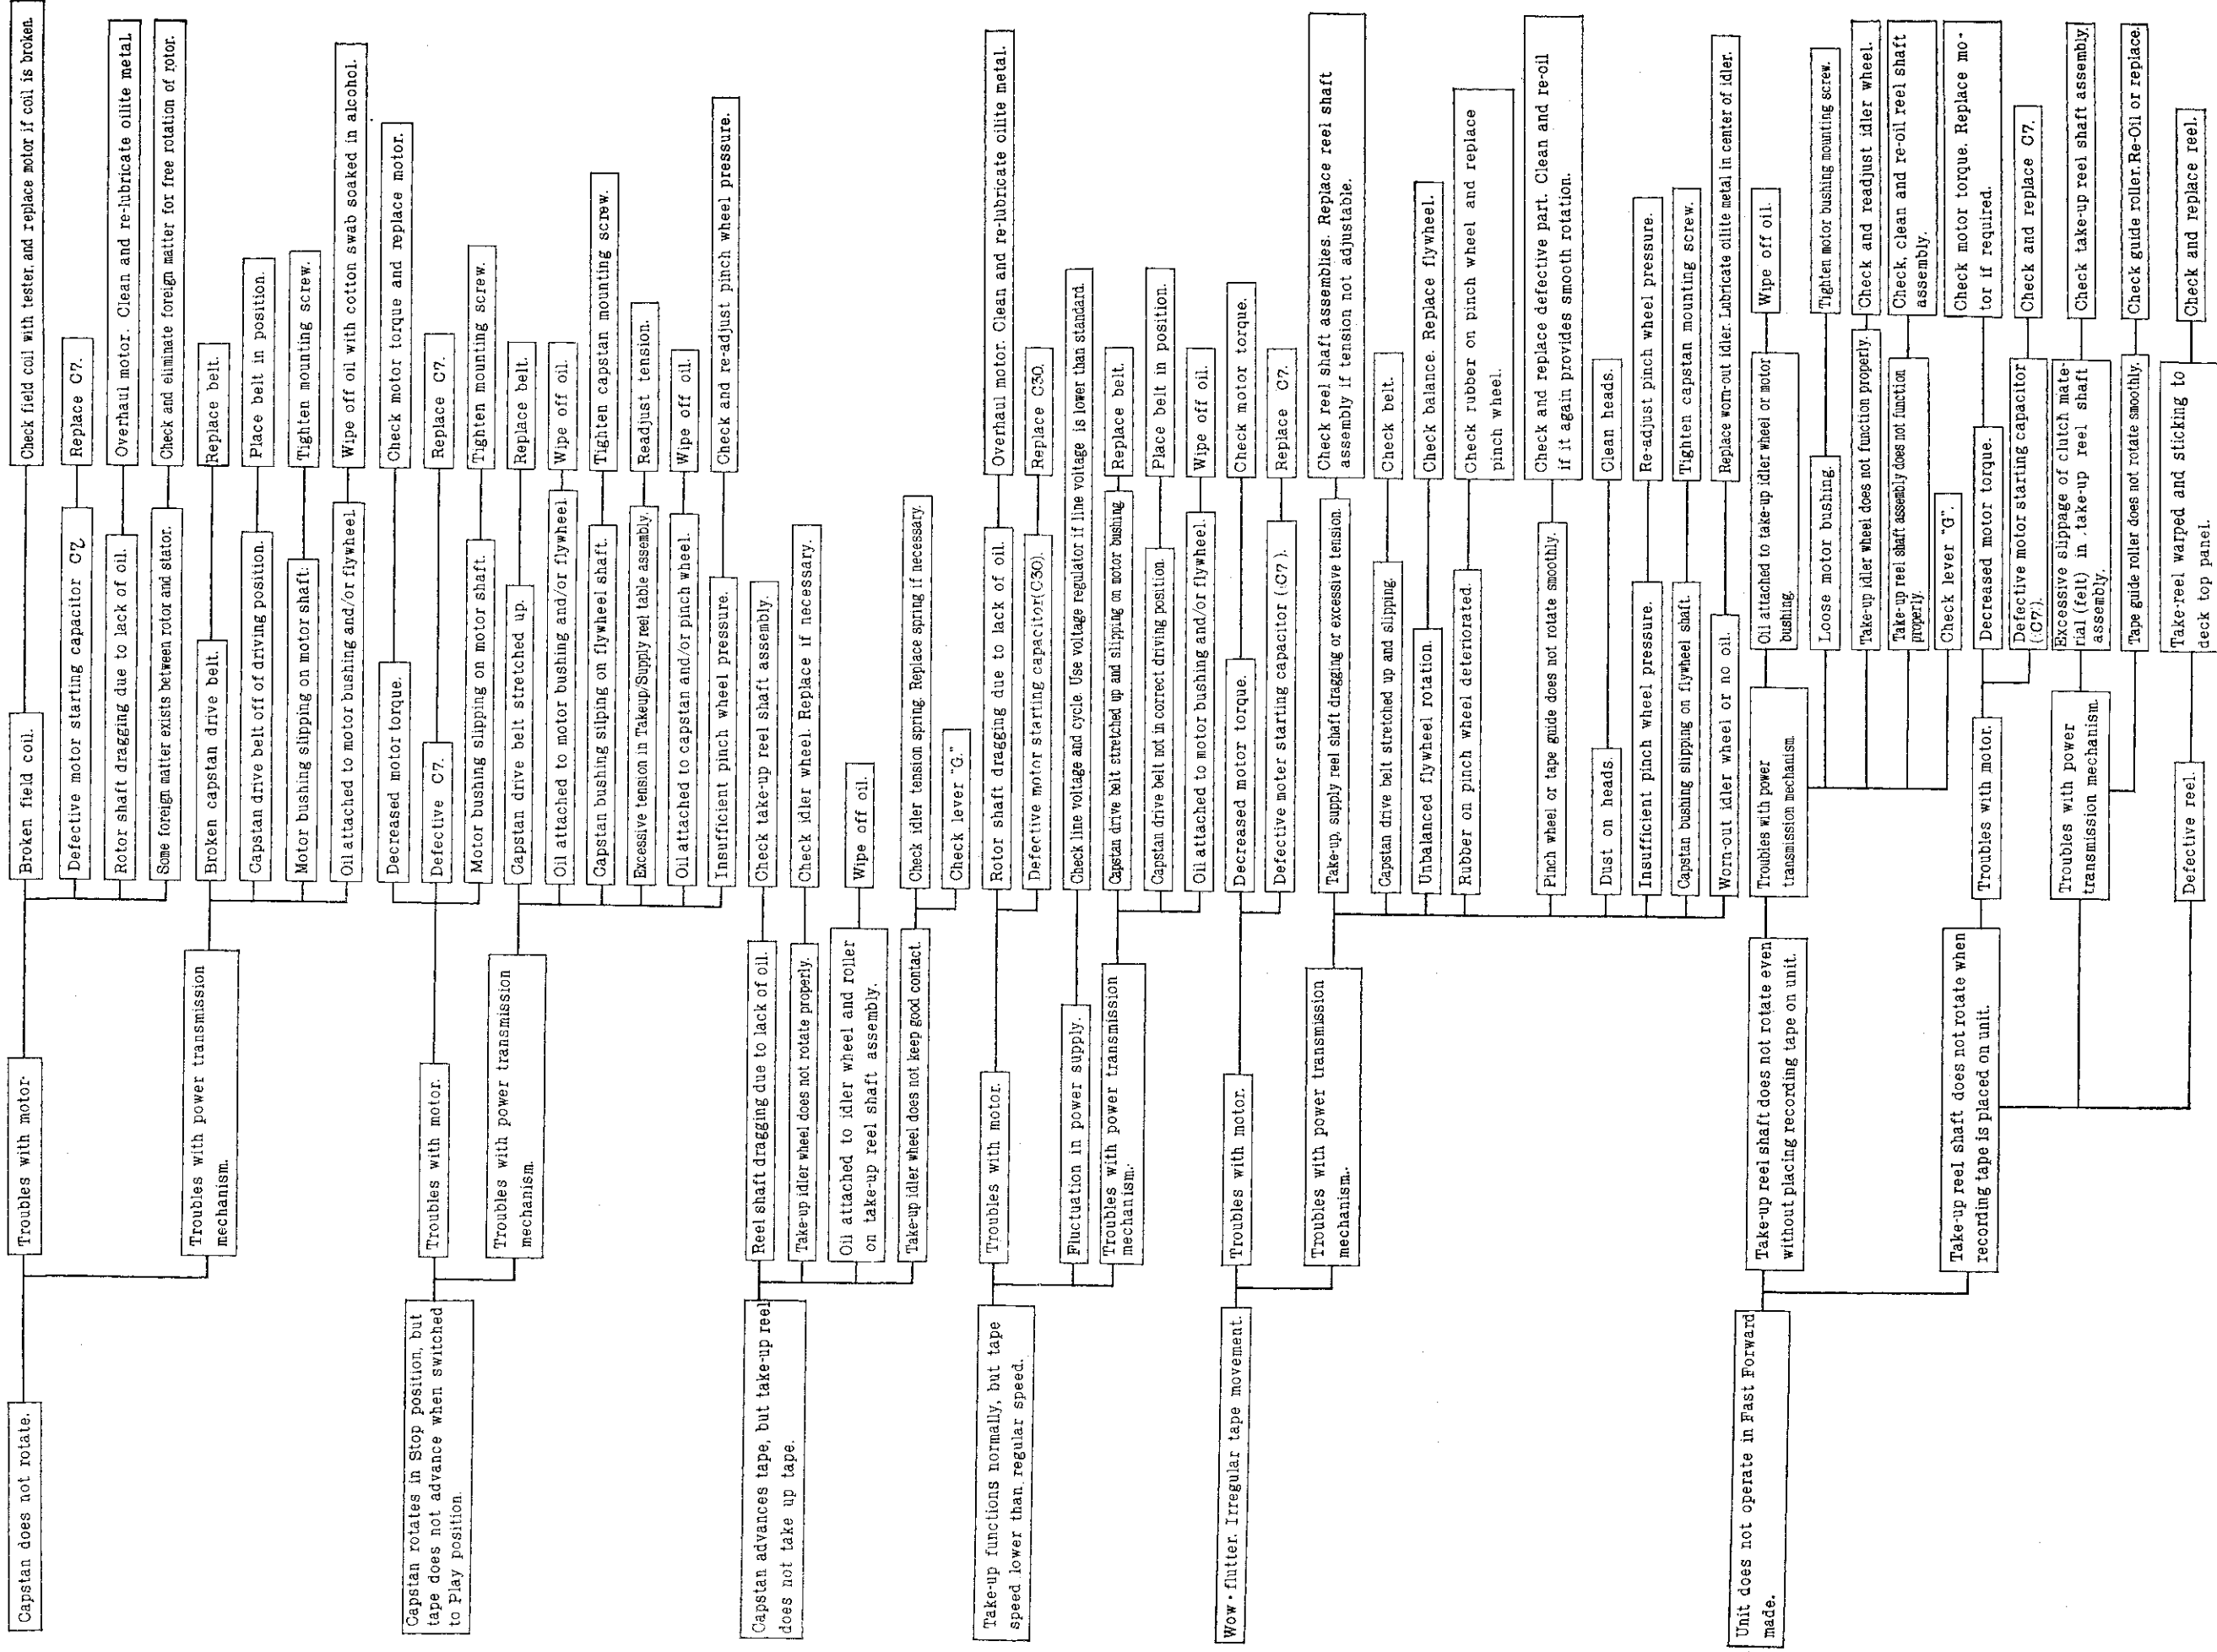 Capstan does not rotate.
Troubles with motor.
Broken field coil.
Check field coil with tester, and replace motor if coil is broken.
Defective motor starting capacitor C7
Replace C7.
Rotor shaft dragging due to lack of oil.
Overhaul motor. Clean and re-lubricate oilite metal.
Some foreign matter exists between rotor and stator.
Check and eliminate foreign matter for free rotation of rotor.
Troubles with power transmission
mechanism.
Broken capstan drive belt.
Replace belt.
Capstan drive belt off of driving position.
Place belt in position.
Motor bushing slipping on motor shaft.
Tighten mounting screw.
Oil attached to motor bushing and/or flywheel.
Wipe off oil with cotton swab soaked in alcohol.
Capstan rotates in Stop position, but
tape does not advance when switched
to Play position.
Troubles with motor.
Decreased motor torque.
Check motor torque and replace motor.
Defective C7.
Replace C7.
Motor bushing slipping on motor shaft.
Tighten mounting screw.
Troubles with power transmission
mechanism.
Capstan drive belt stretched up.
Replace belt.
Oil attached to motor bushing and/or flywheel.
Wipe off oil.
Capstan bushing silping on flywheel shaft.
Tighten capstan mounting screw.
Excessive tension in Takeup/Supply reel table assembly.
Readjust tension.
Oil attached to capstan and/or pinch wheel.
Wipe off oil.
Insufficient pinch wheel pressure.
Check and re-adjust pinch wheel pressure.
Capstan advances tape, but take-up reel
does not take up tape.
Reel shaft dragging due to lack of oil.
Check take-up reel shaft assembly.
Take-up idler wheel does not rotate properly.
Check idler wheel. Replace if necessary.
Oil attached to idler wheel and roller
on take-up reel shaft assembly.
Wipe off oil.
Take-up idler wheel does not keep good contact.
Check idler tension spring. Replace spring if necessary.
Check lever "G."
Take-up functions normally, but tape
speed lower than regular speed.
Troubles with motor.
Rotor shaft dragging due to lack of oil.
Overhaul motor. Clean and re-lubricate oilite metal.
Defective motor starting capacitor(C30).
Replace C30.
Fluctuation in power supply.
Check line voltage and cycle. Use voltage regulator if line voltage is lower than standard.
Troubles with power transmission
mechanism.
Capstan drive belt stretched up and slipping on motor bushing.
Replace belt.
Capstan drive belt not in correct driving position.
Place belt in position.
Oil attached to motor bushing and/or flywheel.
Wipe off oil.
Wow • flutter. Irregular tape movement.
Troubles with motor.
Decreased motor torque.
Check motor torque.
Defective moter starting capacitor (C7).
Replace C7.
Troubles with power transmission
mechanism.
Take-up, supply reel shaft dragging or excessive tension.
Check reel shaft assemblies. Replace reel shaft
assembly if tension not adjustable.
Capstan drive belt stretched up and slipping.
Check belt.
Unbalanced flywheel rotation.
Check balance. Replace flywheel.
Rubber on pinch wheel deteriorated.
Check rubber on pinch wheel and replace
pinch wheel.
Pinch wheel or tape guide does not rotate smoothly.
Check and replace defective part. Clean and re-oil
if it again provides smooth rotation.
Dust on heads.
Clean heads.
Insufficient pinch wheel pressure.
Re-adjust pinch wheel pressure.
Capstan bushing slipping on flywheel shaft.
Tighten capstan mounting screw.
Worn-out idler wheel or no oil.
Replace worn-out idler. Lubricate oilite metal in center of idler.
Unit does not operate in Fast Forward
made.
Take-up reel shaft does not rotate even
without placing recording tape on unit.
Troubles with power
transmission mechanism.
Oil attached to take-up idler wheel or motor
bushing.
Wipe off oil.
Loose motor bushing.
Tighten motor bushing mounting screw.
Take-up idler wheel does not function properly.
Check and readjust idler wheel.
Take-up reel shaft assembly does not function
properly.
Check, clean and re-oil reel shaft
assembly.
Check lever "G".
Take-up reel shaft does not rotate when
recording tape is placed on unit.
Troubles with motor.
Decreased motor torque.
Check motor torque. Replace mo-
tor if required.
Defective motor starting capacitor
(C7).
Check and replace C7.
Troubles with power
transmission mechanism.
Excessive slippage of clutch mate-
rial (felt) in take-up reel shaft
assembly.
Check take-up reel shaft assembly.
Tape guide roller does not rotate smoothly.
Check guide roller. Re-Oil or replace.
Defective reel.
Take-reel warped and sticking to
deck top panel.
Check and replace reel.